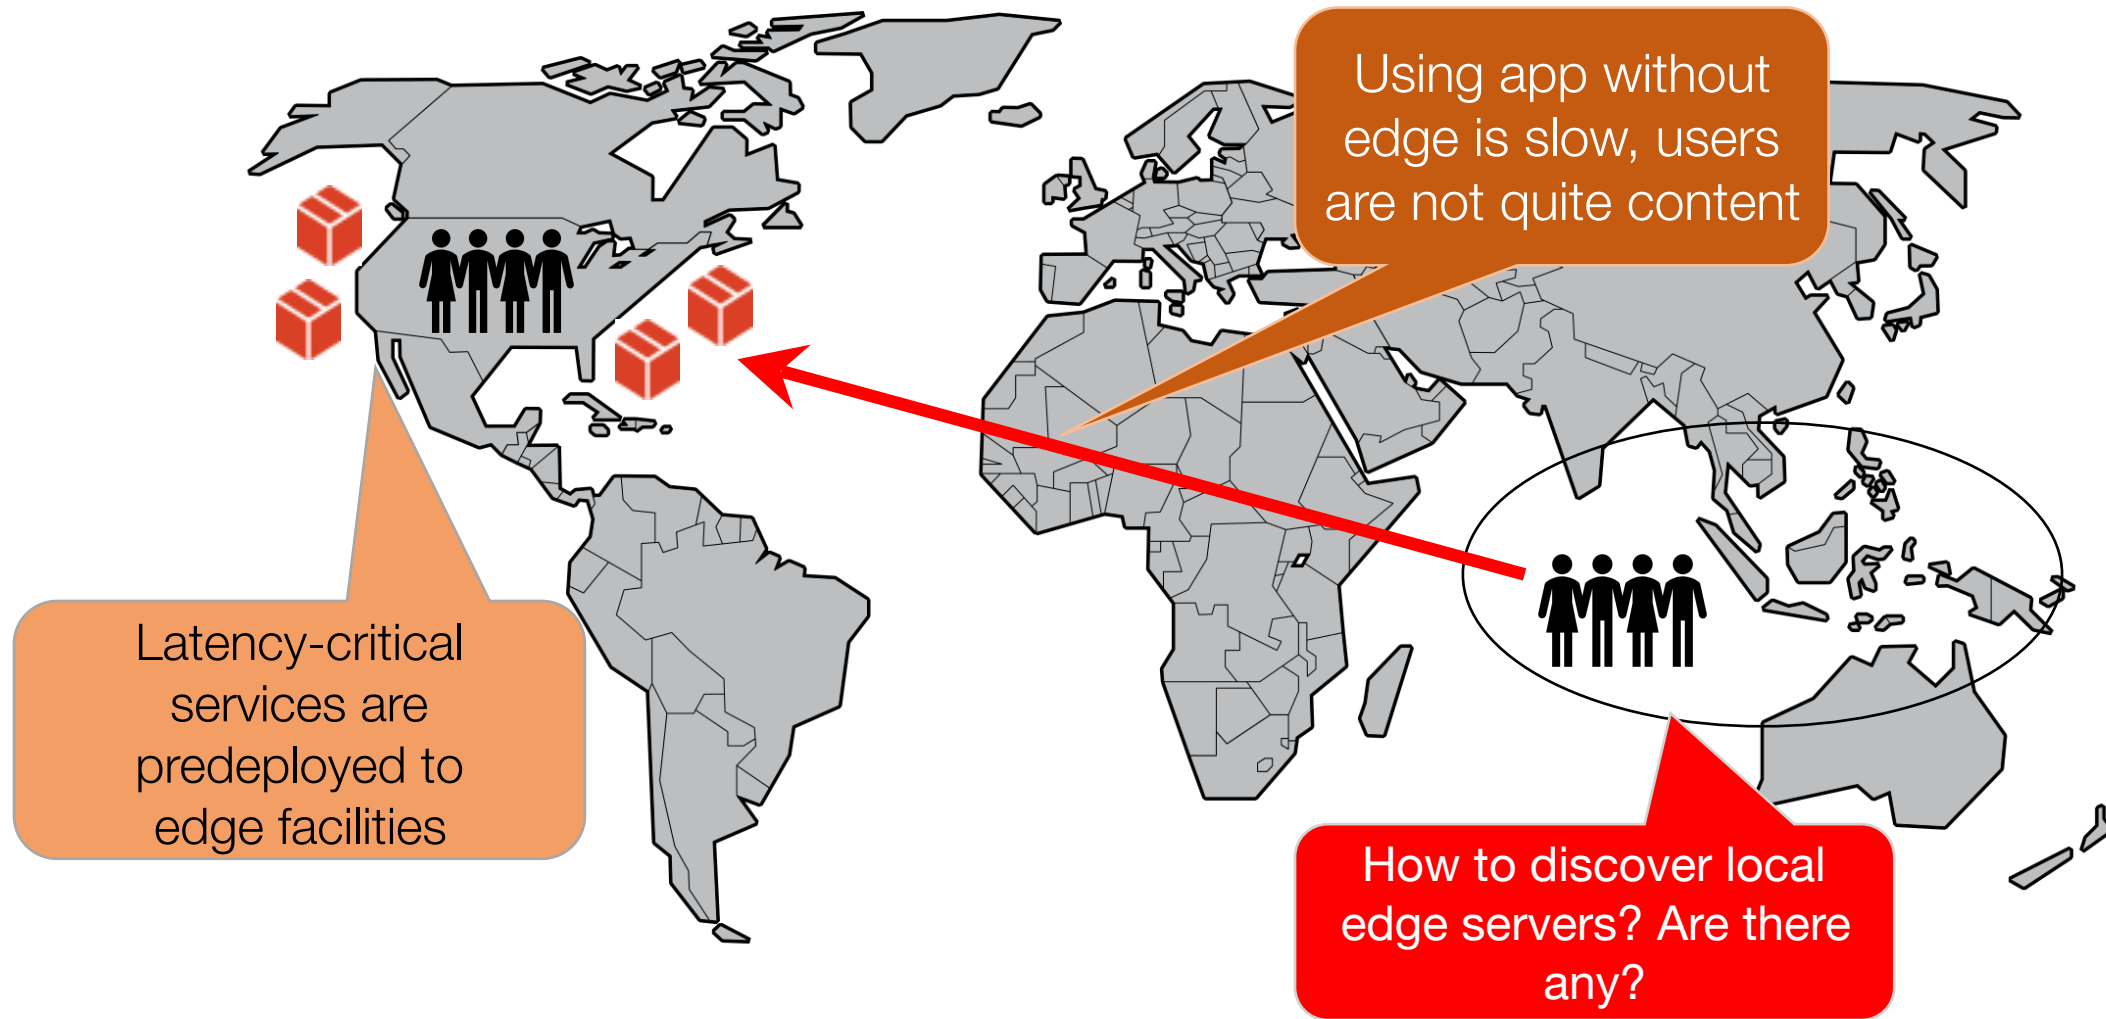 Using app without
edge is slow, users
are not quite content
Latency-critical
services are
predeployed to
edge facilities
How to discover local
edge servers? Are there
any?